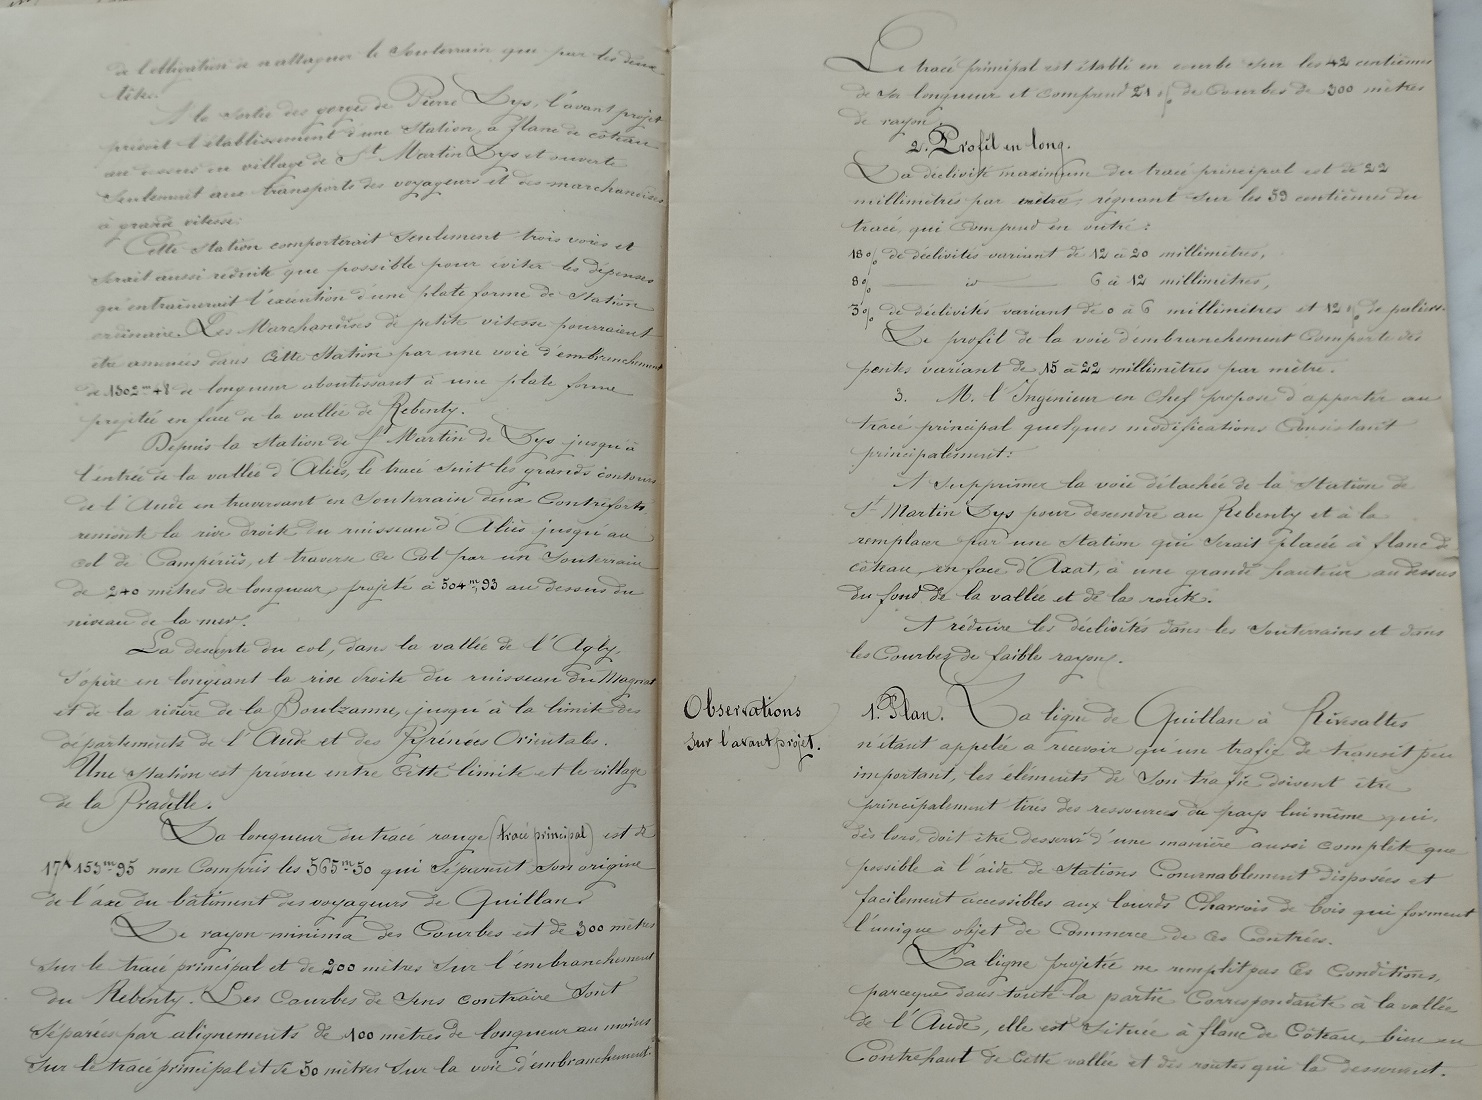 de l'obligation de n'attaquer le Souterrain que par les deux
têtes.
A la sortie des gorges de Pierre Lys, l'avant projet
prévoit l'établissement d'une Station, à flanc de côteau
au dessus du village de St Martin Lys et ouverte
seulement aux transports des voyageurs et des marchandises
à grande vitesse.
Cette Station comporterait seulement trois voies et
serait aussi réduite que possible pour éviter les dépenses
qu'entrainerait l'exécution d'une plate forme de Station
ordinaire. Les Marchandises de petite vitesse pourraient
être amenées dans cette Station par une voie d'embranchement
de 1302m 48 de longueur aboutissant à une plate forme
projetée en face de la vallée de Rebenty.
Depuis la Station de St Martin de Lys jusqu'à
l'entrée de la vallée d'Aliès, le tracé suit les grands contours
de l'Aude en traversant en Souterrain deux Contreforts
remonte la rive droite du ruisseau d'Aliès jusqu'au
col de Campérié, et traverse ce Col par un Souterrain
de 240 mètres de longueur projeté à 504m,93 au dessus du
niveau de la mer.
La descente du col, dans la vallée de l'Agly,
s'opère en longeant la rive droite du ruisseau du Magnat
et de la rivière de la Boulzanne, jusqu'à la limite des
départements de l'Aude et des Pyrénées Orientales.
Une Station est prévue entre cette limite et le village
de la Pradelle.
La longueur du tracé rouge (tracé principal) est de
17k 153m 95 non Compris les 565m 50 qui séparent son origine
de l'axe du bâtiment des voyageurs de Quillan.
Le rayon minima des Courbes est de 300 mètres
sur le tracé principal et de 200 mètres sur l'embranchement
du Rebenty. Les Courbes de sens contraire sont
séparées par alignements de 100 mètres de longueur au moins
sur le tracé principal et de 50 mètres sur la voie d'embranchement.
Le tracé principal est établi en courbe sur les 42 centièmes
de sa longueur et comprend 21 % de Courbes de 300 mètres
de rayon.
2. Profil en long.
La déclivité maximum du tracé principal est de 22
millimètres par mètre, régnant sur les 59 centièmes du
tracé, qui Comprend en outre :
18 % de déclivités variant de 12 à 20 millimètres,
8 % id 6 à 12 millimètres,
3 % de déclivités variant de 0 à 6 millimètres et 12 % de paliers.
Le profil de la voie d'embranchement Comporte des
pentes variant de 15 à 22 millimètres par mètre.
3. M. l'Ingénieur en Chef propose d'apporter au
tracé principal quelques modifications Consistant
principalement :
A supprimer la voie détachée de la Station de
St Martin Lys pour descendre au Rebenty et à la
remplacer par une Station qui serait placée à flanc de
côteau, en face d'Axat, à une grande hauteur au dessus
du fond de la vallée et de la route.
A réduire les déclivités dans les Souterrains et dans
les Courbes de faible rayon.
Observations
sur l'avant projet.
1. Plan. La ligne de Quillan à Rivesaltes
n'étant appelée à recevoir qu'un trafic de transit peu
important, les éléments de son trafic doivent être
principalement tirés des ressources du pays lui même qui,
dès lors, doit être desservi d'une manière aussi complète que
possible à l'aide de Stations Convenablement disposées et
facilement accessibles aux lourds Charrois de bois qui forment
l'unique objet de Commerce de ces Contrées.
La ligne projetée ne remplit pas ces Conditions,
parceque dans toute la partie Correspondante à la vallée
de l'Aude, elle est située à flanc de Côteau, bien en
Contrehaut de cette vallée et des routes qui la desservent.